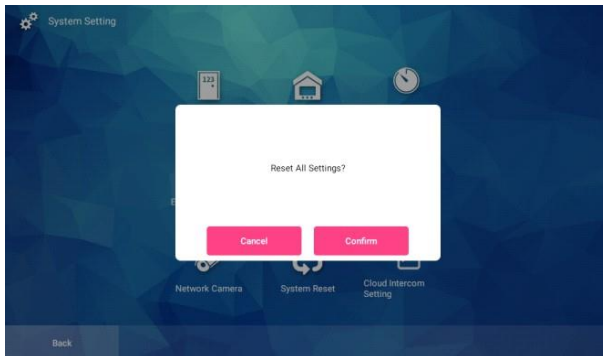 System Setting
123
Reset All Settings?
Cancel
Confirm
Network Camera
System Reset
Cloud Intercom
Setting
Back